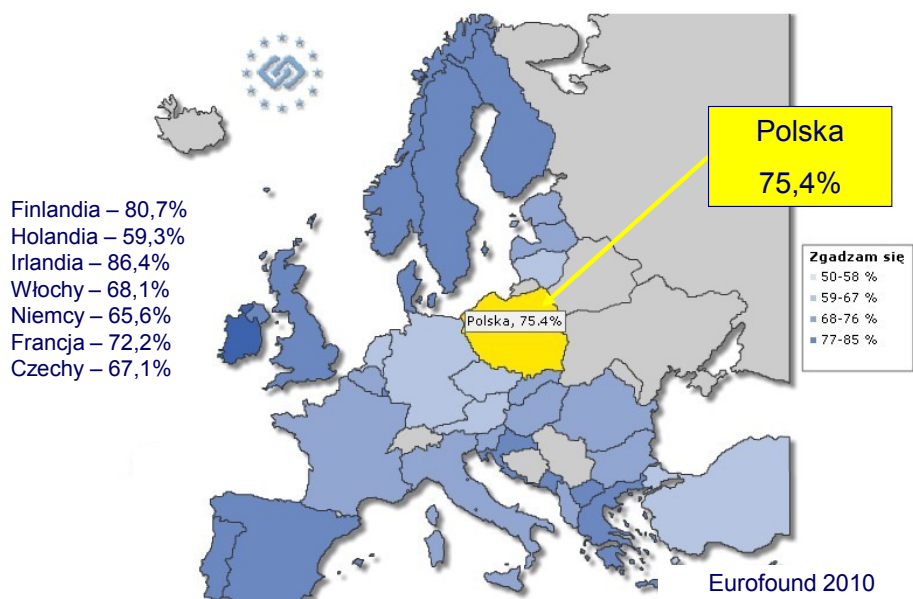 Polska
75,4%
Finlandia – 80,7%
Holandia – 59,3%
Irlandia – 86,4%
Włochy – 68,1%
Niemcy – 65,6%
Francja – 72,2%
Czechy – 67,1%
Polska, 75.4%
Zgadzam się
50-58 %
59-67 %
68-76 %
77-85 %
Eurofound 2010